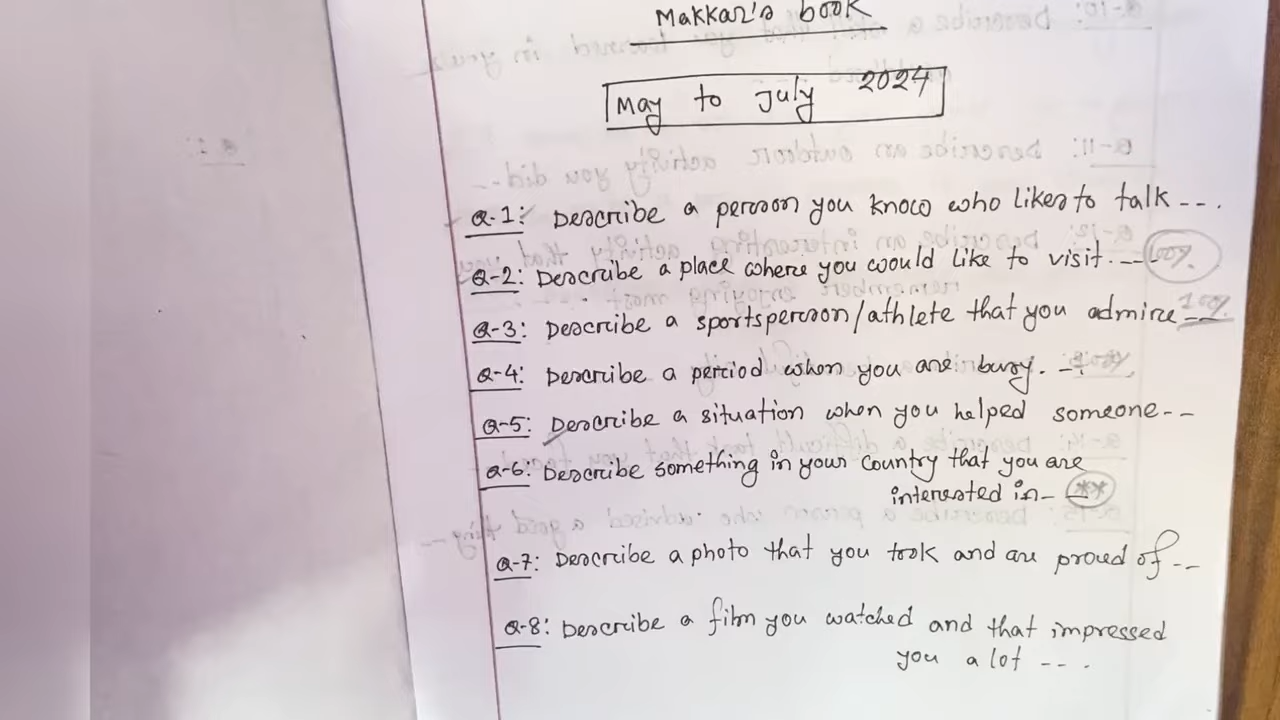 Makkar's book
May to July 2024
Q-1: Describe a person you know who likes to talk ---.
Q-2: Describe a place where you would like to visit. -- 100%.
Q-3: Describe a sportsperson/athlete that you admire -- 100%
Q-4: Describe a period when you are busy. --.
Q-5: Describe a situation when you helped someone--
Q-6: Describe something in your country that you are
interested in- - **
Q-7: Describe a photo that you took and are proud of --
Q-8: Describe a film you watched and that impressed
you a lot ---.